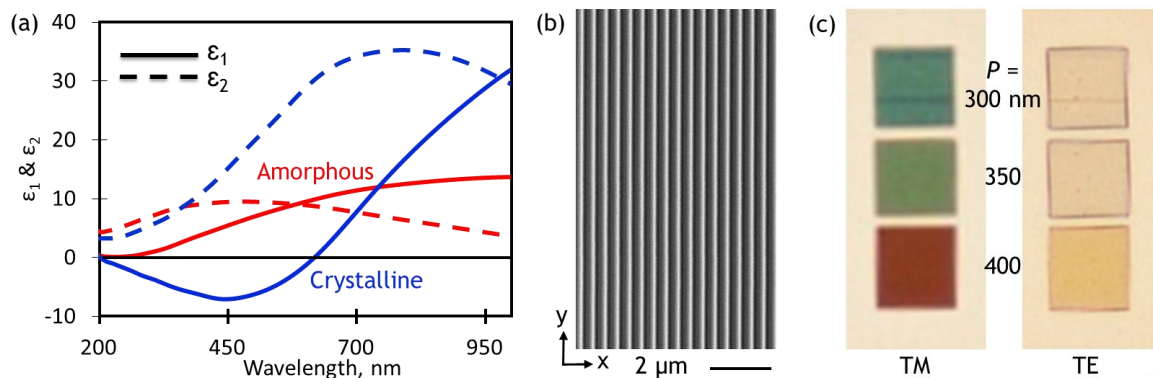 (a)
40
30
20
10
0
-10
ε1 & ε2
ε1
ε2
Amorphous
Crystalline
200
450
700
950
Wavelength, nm
(b)
y
x
2 μm
(c)
P =
300 nm
350
400
TM
TE